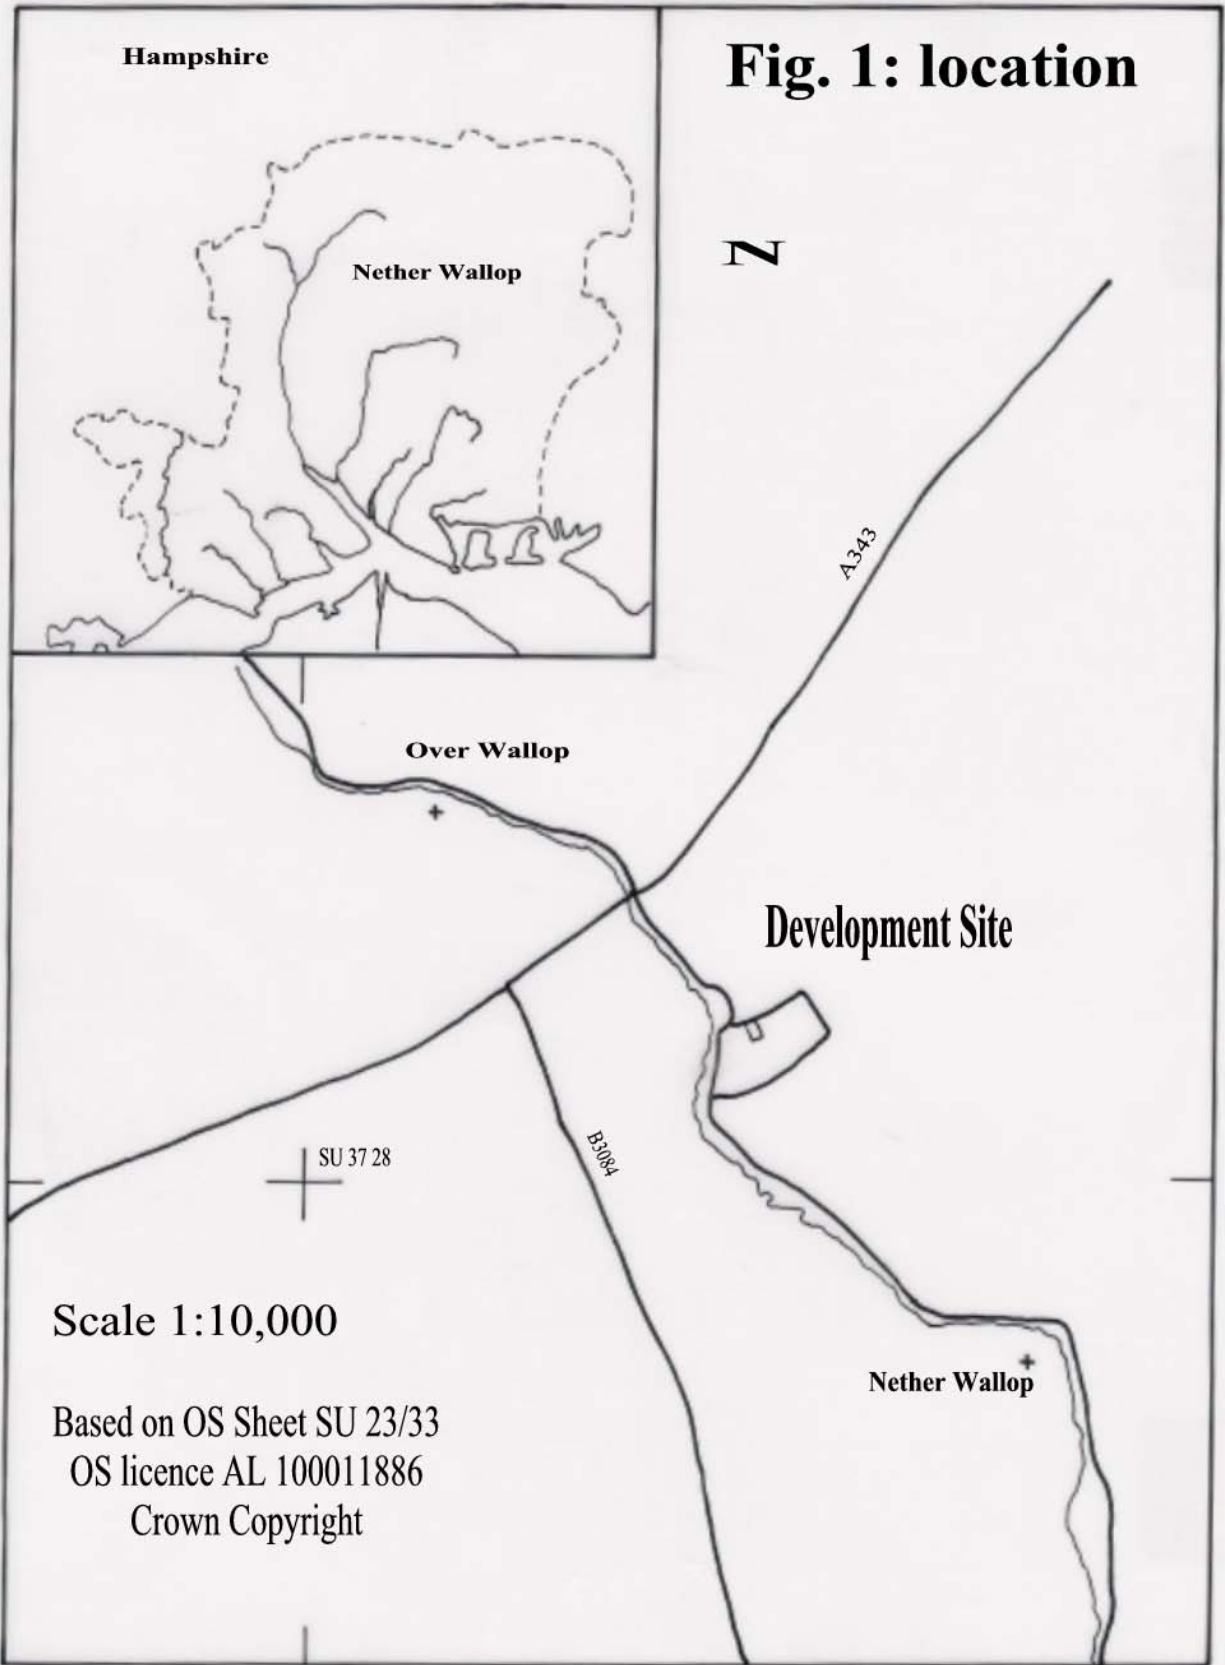 Hampshire
Fig. 1: location
N
Nether Wallop
A343
Over Wallop
Development Site
SU 37 28
B3084
Scale 1:10,000
Nether Wallop
Based on OS Sheet SU 23/33
OS licence AL 100011886
Crown Copyright